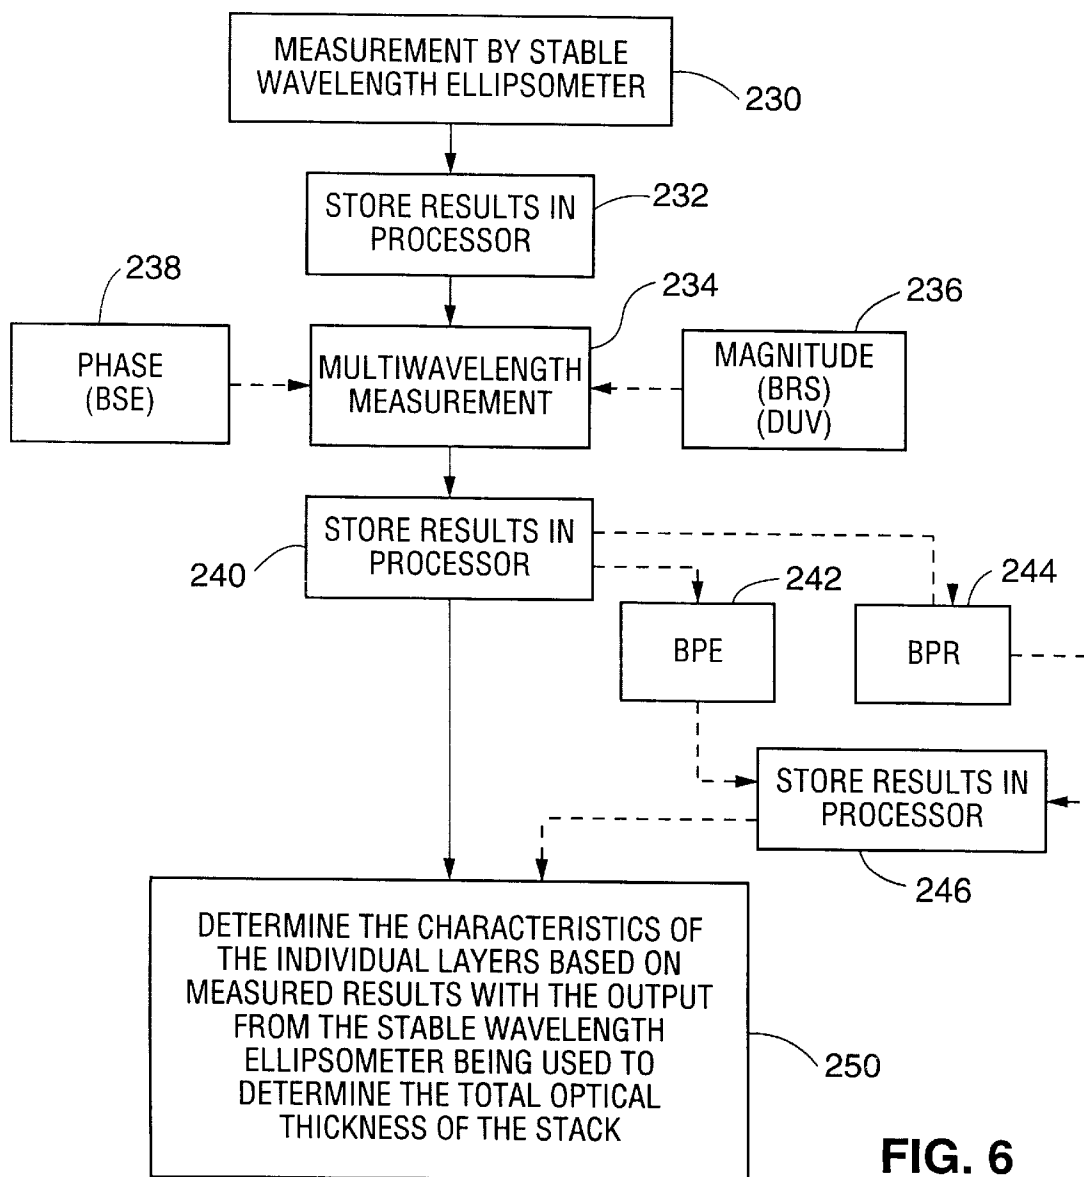 MEASUREMENT BY STABLE
WAVELENGTH ELLIPSOMETER
230
STORE RESULTS IN
PROCESSOR
232
238
234
236
PHASE
(BSE)
MULTIWAVELENGTH
MEASUREMENT
MAGNITUDE
(BRS)
(DUV)
STORE RESULTS IN
PROCESSOR
240
242
244
BPE
BPR
STORE RESULTS IN
PROCESSOR
246
DETERMINE THE CHARACTERISTICS OF
THE INDIVIDUAL LAYERS BASED ON
MEASURED RESULTS WITH THE OUTPUT
FROM THE STABLE WAVELENGTH
ELLIPSOMETER BEING USED TO
DETERMINE THE TOTAL OPTICAL
THICKNESS OF THE STACK
250
FIG. 6